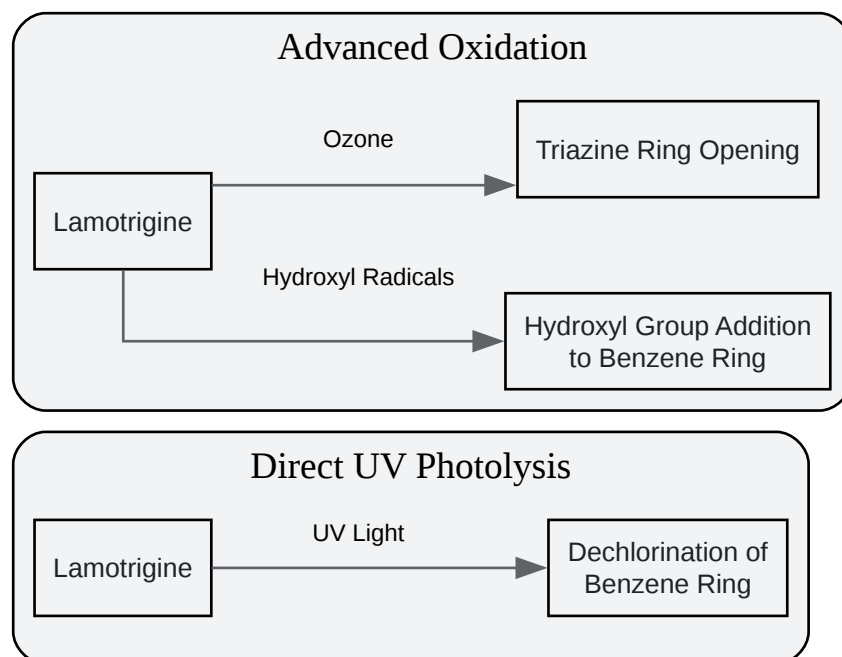 Advanced Oxidation
Ozone
Triazine Ring Opening
Lamotrigine
Hydroxyl Radicals
Hydroxyl Group Addition
to Benzene Ring
Direct UV Photolysis
UV Light
Lamotrigine
Dechlorination of
Benzene Ring